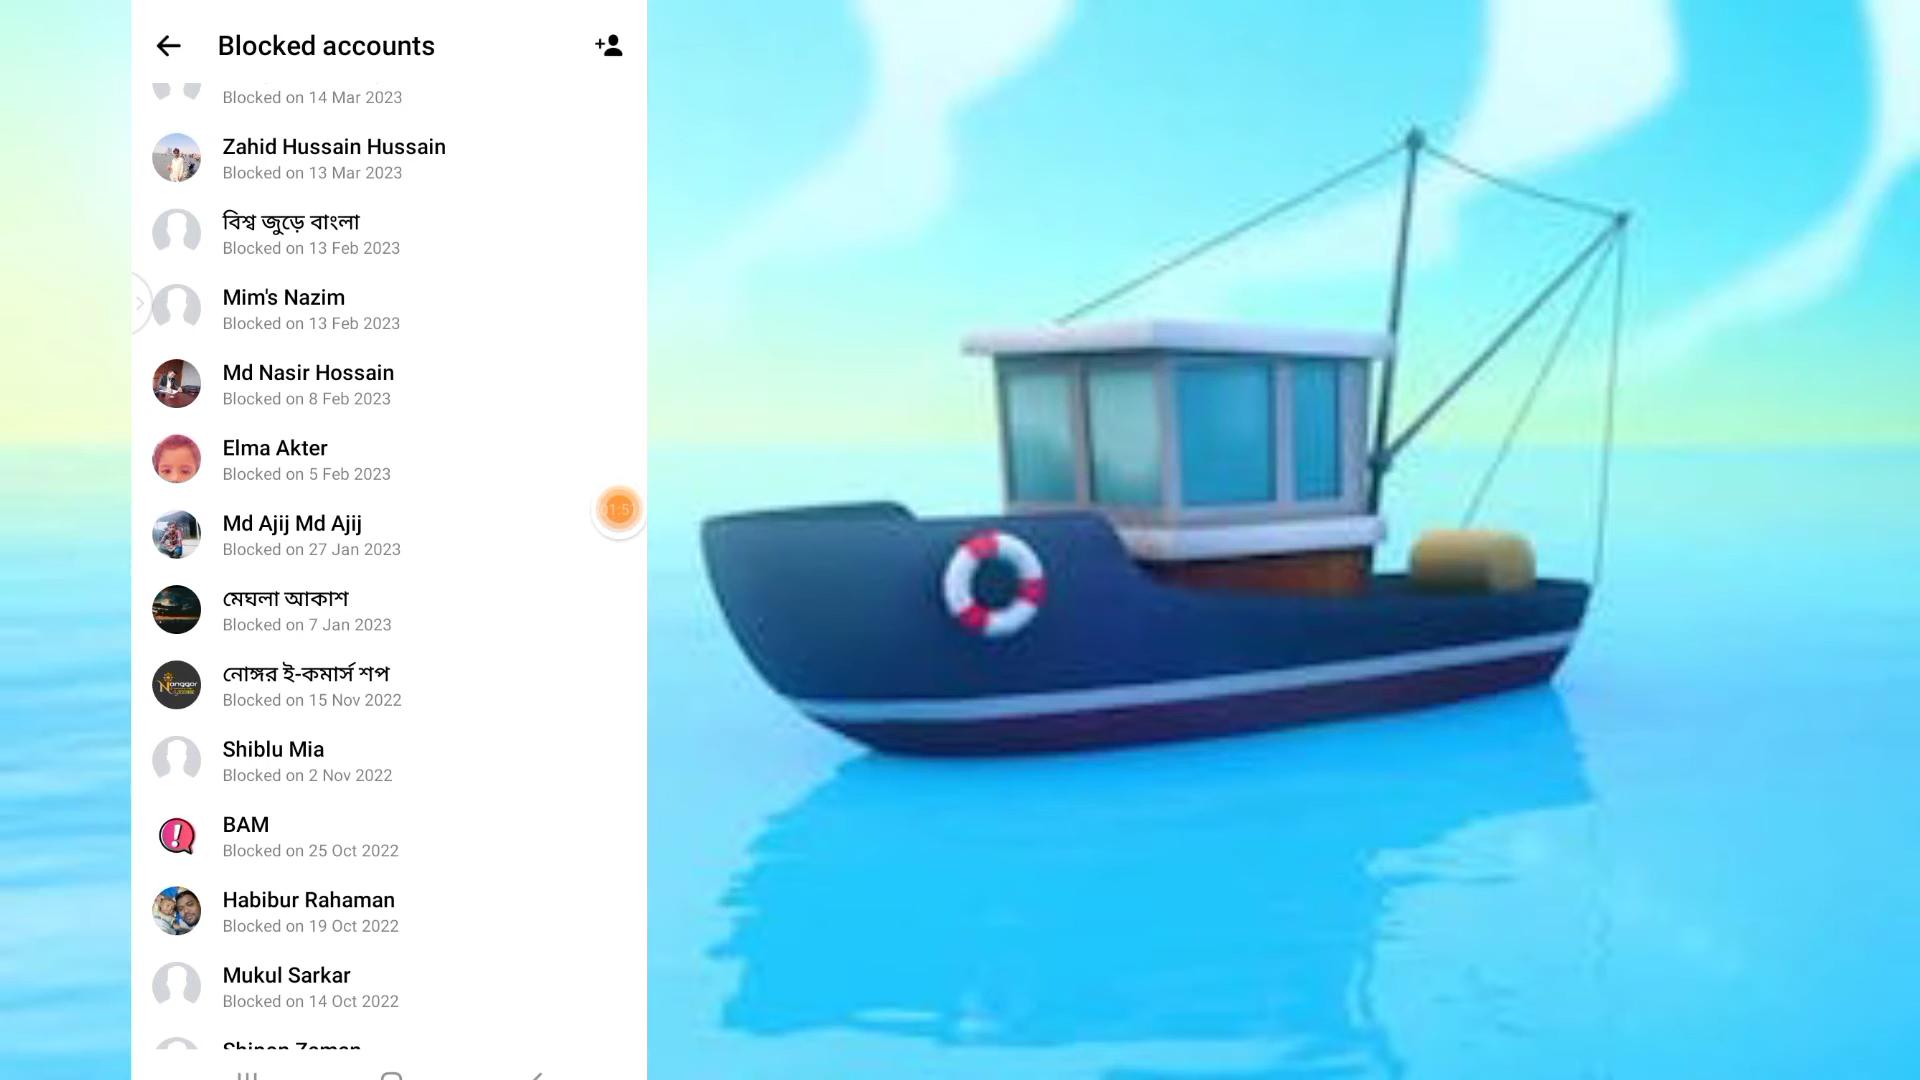 Blocked accounts
Blocked on 14 Mar 2023
Zahid Hussain Hussain
Blocked on 13 Mar 2023
বিশ্ব জুড়ে বাংলা
Blocked on 13 Feb 2023
Mim's Nazim
Blocked on 13 Feb 2023
Md Nasir Hossain
Blocked on 8 Feb 2023
Elma Akter
Blocked on 5 Feb 2023
Md Ajij Md Ajij
Blocked on 27 Jan 2023
মেঘলা আকাশ
Blocked on 7 Jan 2023
নোঙ্গর ই-কমার্স শপ
Blocked on 15 Nov 2022
Shiblu Mia
Blocked on 2 Nov 2022
BAM
Blocked on 25 Oct 2022
Habibur Rahaman
Blocked on 19 Oct 2022
Mukul Sarkar
Blocked on 14 Oct 2022